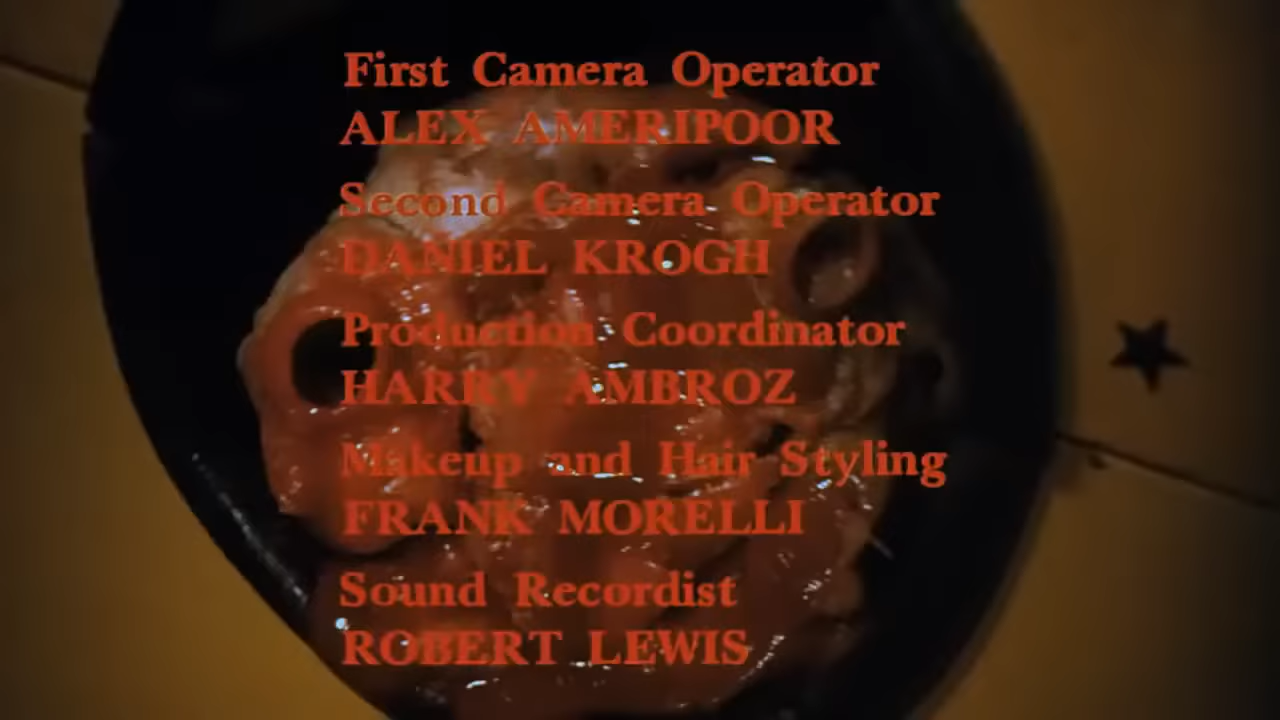 First Camera Operator
ALEX AMERIPOOR
Second Camera Operator
DANIEL KROGH
Production Coordinator
HARRY AMBROZ
Makeup and Hair Styling
FRANK MORELLI
Sound Recordist
ROBERT LEWIS